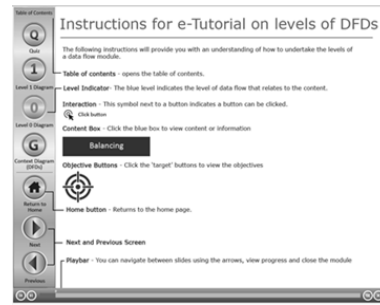 Table of Contents
Instructions for e-Tutorial on levels of DFDs
Q
Quiz
The following instructions will provide you with an understanding of how to undertake the levels of
a data flow module.
1
Level 1 Diagram
Table of contents - opens the table of contents.
Level Indicator- The blue level indicates the level of data flow that relates to the content.
0
Level 0 Diagram
Interaction - This symbol next to a button indicates a button can be clicked.
Click button
Content Box - Click the blue box to view content or information
Balancing
G
Context Diagram
(DFDs)
Objective Buttons - Click the 'target' buttons to view the objectives
Return to
Home
Home button - Returns to the home page.
Next
Next and Previous Screen
Previous
Playbar - You can navigate between slides using the arrows, view progress and close the module